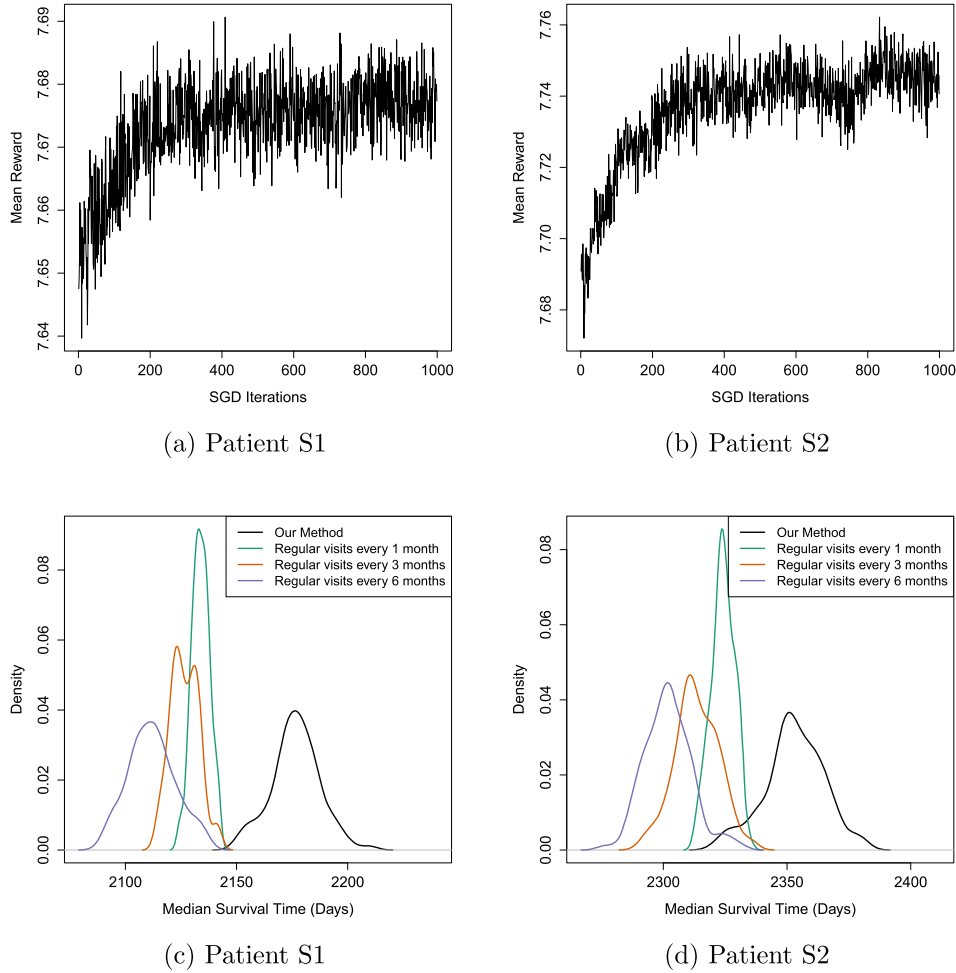 7.69
7.68
7.67
7.66
7.65
7.64
Mean Reward
0 200 400 600 800 1000
SGD Iterations
(a) Patient S1
7.76
7.74
7.72
7.70
7.68
Mean Reward
0 200 400 600 800 1000
SGD Iterations
(b) Patient S2
Our Method
Regular visits every 1 month
Regular visits every 3 months
Regular visits every 6 months
0.08
0.06
0.04
0.02
0.00
Density
2100 2150 2200
Median Survival Time (Days)
(c) Patient S1
Our Method
Regular visits every 1 month
Regular visits every 3 months
Regular visits every 6 months
0.08
0.06
0.04
0.02
0.00
Density
2300 2350 2400
Median Survival Time (Days)
(d) Patient S2